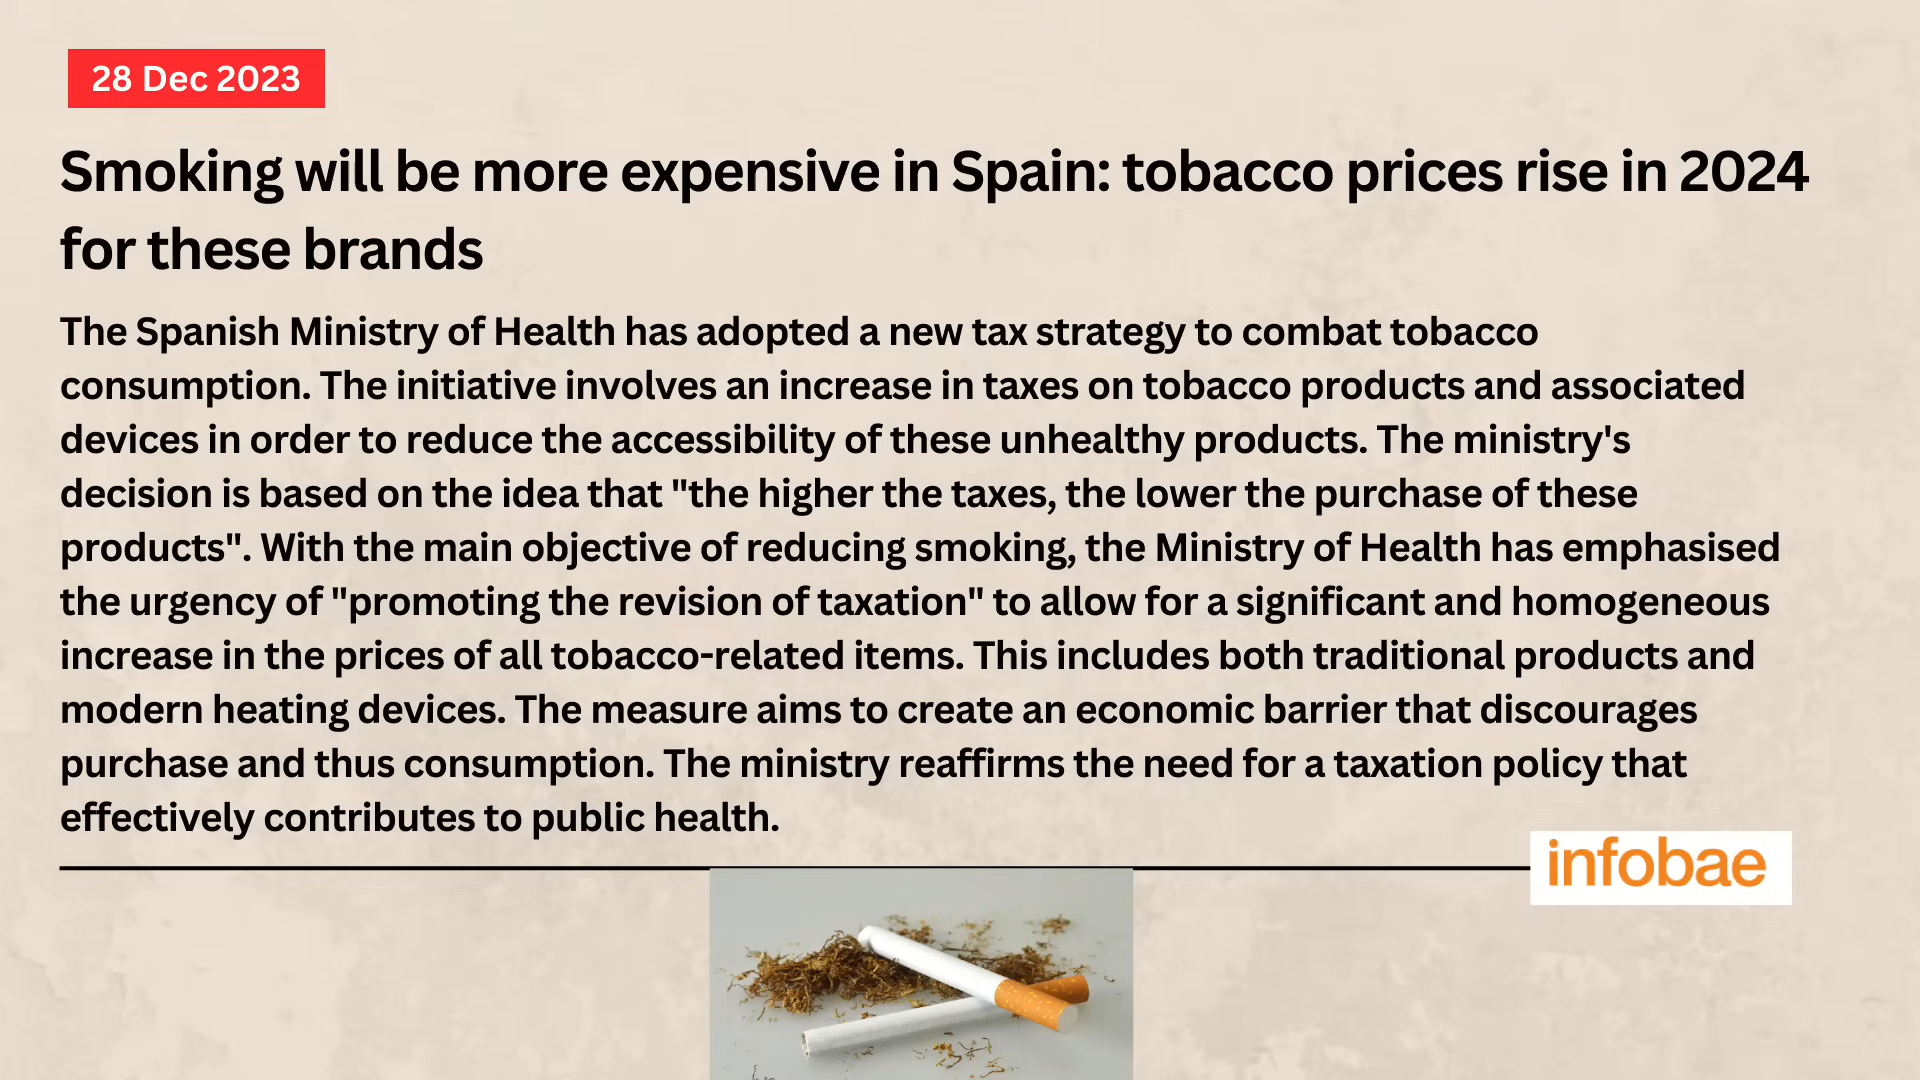 28 Dec 2023
Smoking will be more expensive in Spain: tobacco prices rise in 2024
for these brands
The Spanish Ministry of Health has adopted a new tax strategy to combat tobacco
consumption. The initiative involves an increase in taxes on tobacco products and associated
devices in order to reduce the accessibility of these unhealthy products. The ministry's
decision is based on the idea that "the higher the taxes, the lower the purchase of these
products". With the main objective of reducing smoking, the Ministry of Health has emphasised
the urgency of "promoting the revision of taxation" to allow for a significant and homogeneous
increase in the prices of all tobacco-related items. This includes both traditional products and
modern heating devices. The measure aims to create an economic barrier that discourages
purchase and thus consumption. The ministry reaffirms the need for a taxation policy that
effectively contributes to public health.
infobae